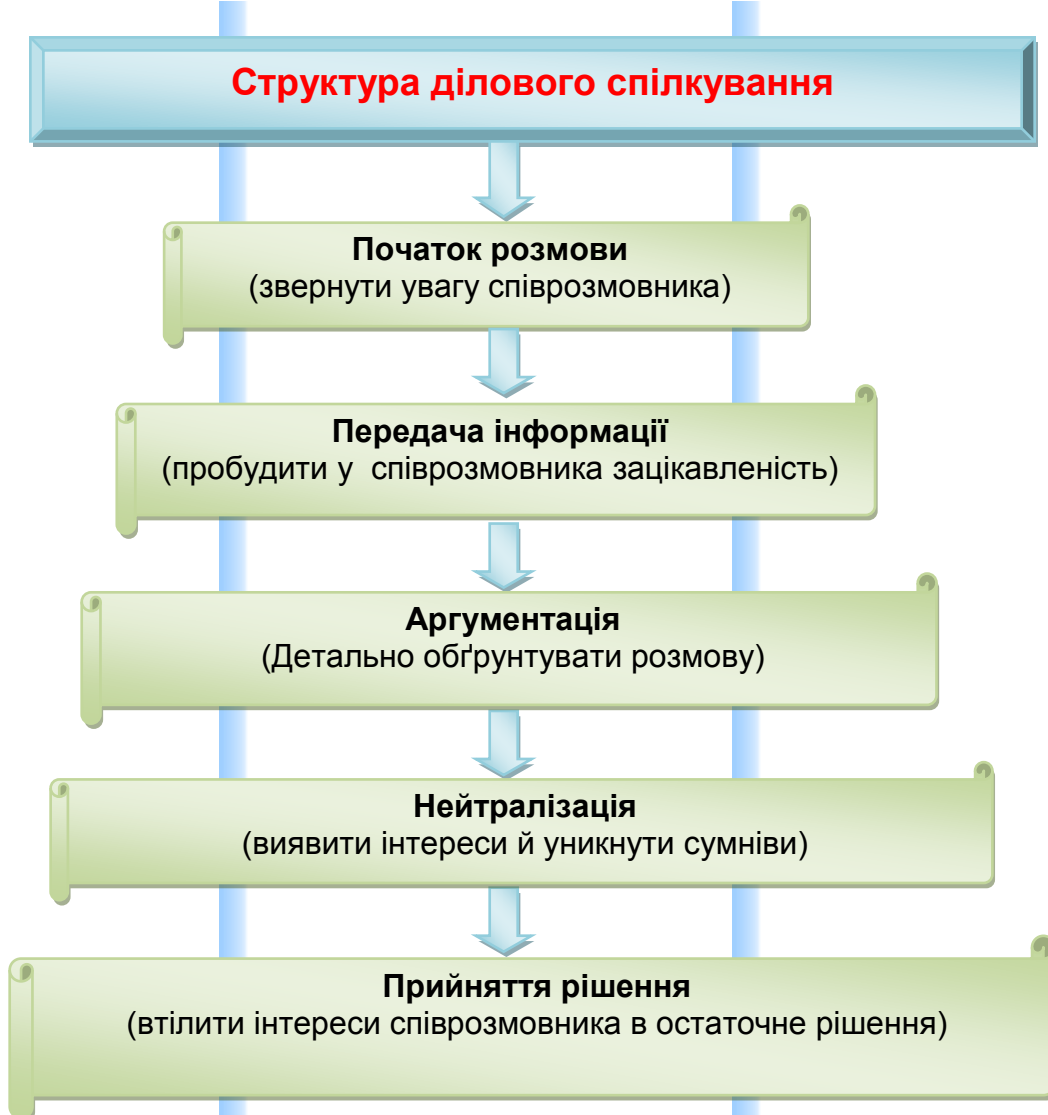 Структура ділового спілкування
Початок розмови
(звернути увагу співрозмовника)
Передача інформації
(пробудити у  співрозмовника зацікавленість)
Аргументація
(Детально обґрунтувати розмову)
Нейтралізація
(виявити інтереси й уникнути сумніви)
Прийняття рішення
(втілити інтереси співрозмовника в остаточне рішення)